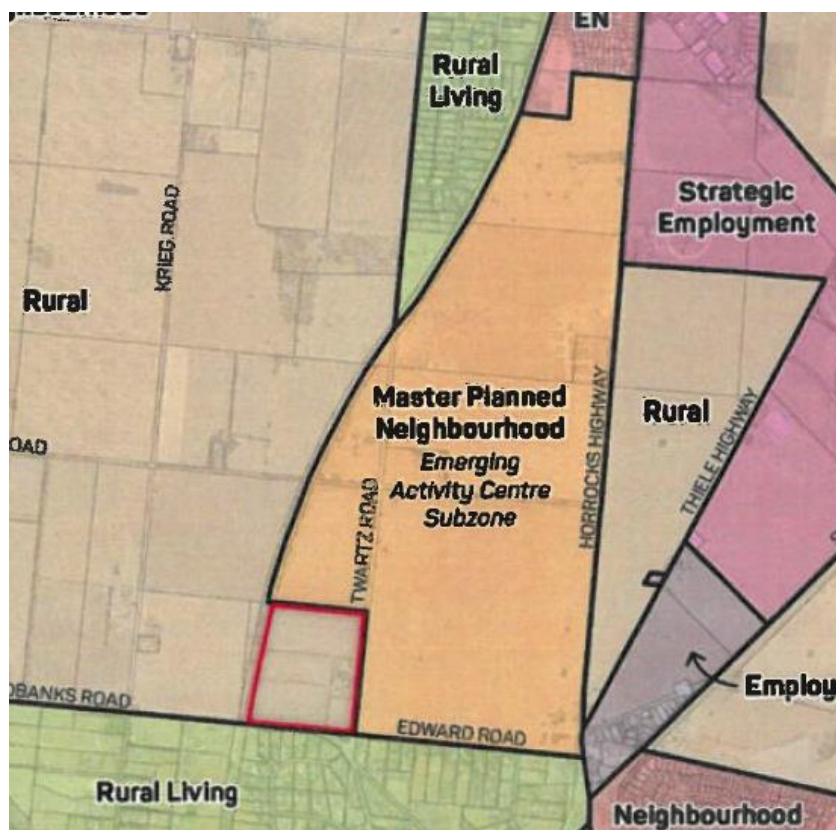 EN
Rural
Living
Strategic
Employment
KRIEG ROAD
Rural
Master Planned
Neighbourhood
Emerging
Activity Centre
Subzone
Rural
HORROCKS HIGHWAY
THIELE HIGHWAY
OAD
TWARTZ ROAD
OBANKS ROAD
EDWARD ROAD
Employ
Rural Living
Neighbourhood